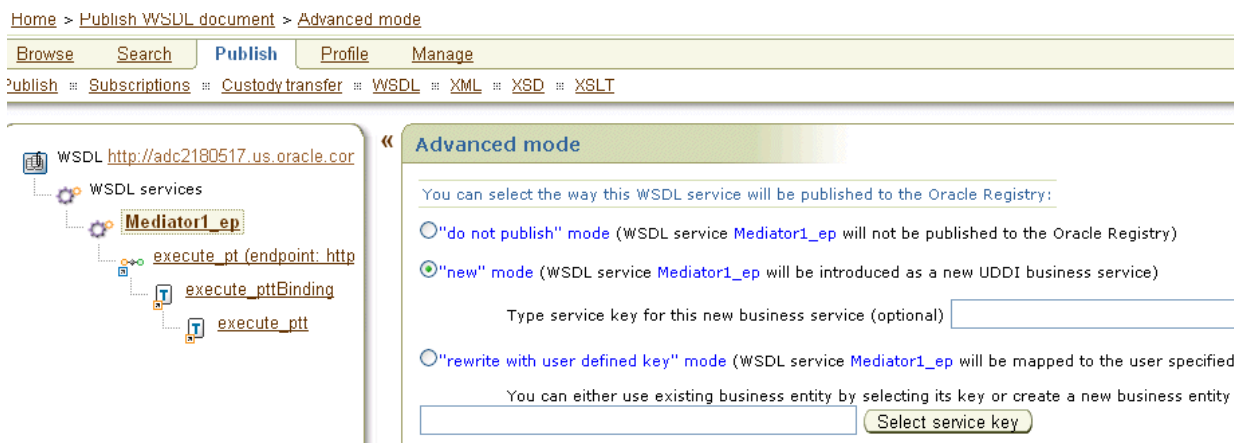 Home > Publish WSDL document > Advanced mode
Browse Search Publish Profile Manage
Publish Subscriptions Custody transfer WSDL XML XSD XSLT
WSDL http://adc2180517.us.oracle.cor
WSDL services
Mediator1_ep
execute_pt (endpoint: http
execute_pttBinding
execute_ptt
«
Advanced mode
You can select the way this WSDL service will be published to the Oracle Registry:
"do not publish" mode (WSDL service Mediator1_ep will not be published to the Oracle Registry)
"new" mode (WSDL service Mediator1_ep will be introduced as a new UDDI business service)
Type service key for this new business service (optional)
"rewrite with user defined key" mode (WSDL service Mediator1_ep will be mapped to the user specified
You can either use existing business entity by selecting its key or create a new business entity
Select service key